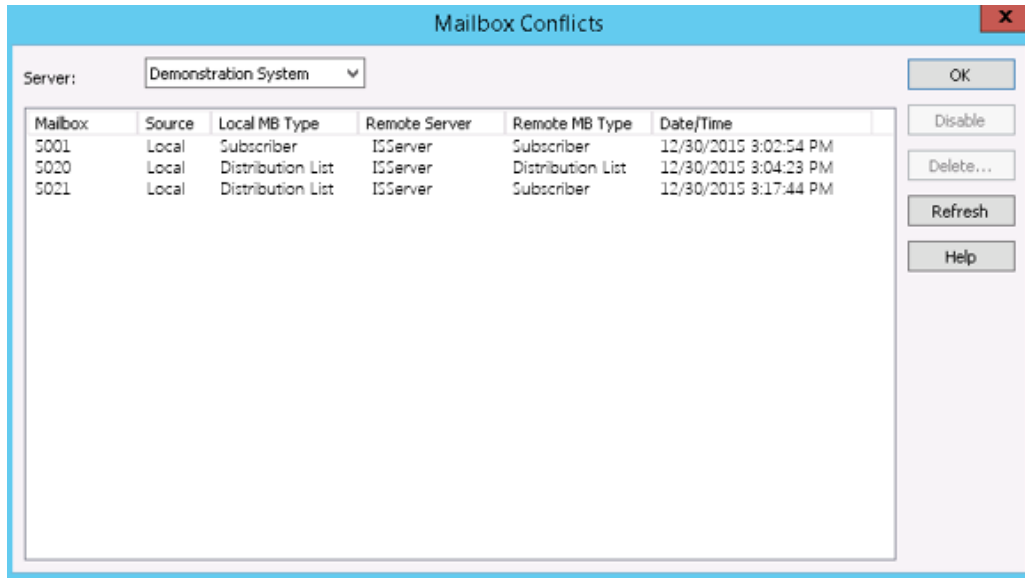 Mailbox Conflicts
x
Server: Demonstration System OK
Mailbox Source Local MB Type Remote Server Remote MB Type Date/Time Disable
5001 Local Subscriber ISServer Subscriber 12/30/2015 3:02:54 PM
5020 Local Distribution List ISServer Distribution List 12/30/2015 3:04:23 PM Delete...
5021 Local Distribution List ISServer Subscriber 12/30/2015 3:17:44 PM
Refresh
Help